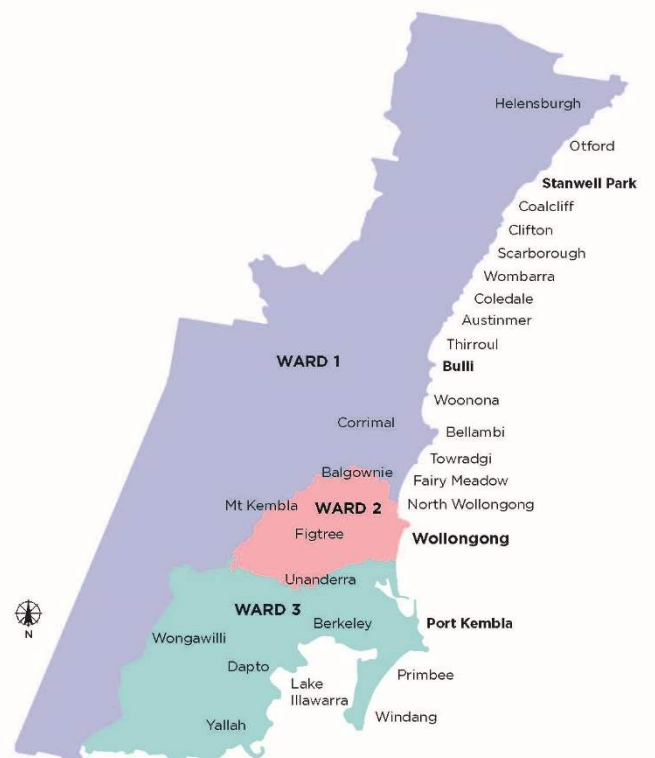 Helensburgh
Otford
Stanwell Park
Coalcliff
Clifton
Scarborough
Wombarra
Coledale
Austinmer
Thirroul
WARD 1
Bulli
Woonona
Corrimal
Bellambi
Towradgi
Balgownie
Fairy Meadow
Mt Kembla
WARD 2
North Wollongong
Figtree
Wollongong
Unanderra
WARD 3
Berkeley
Port Kembla
N
Wongawilli
Dapto
Primbee
Lake
Illawarra
Windang
Yallah